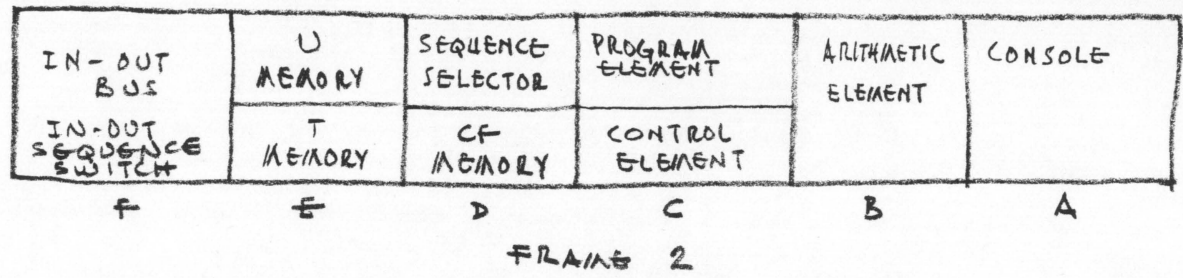 IN-OUT
BUS
IN-OUT
SEQUENCE
SWITCH
U
MEMORY
T
MEMORY
SEQUENCE
SELECTOR
CF
MEMORY
PROGRAM
ELEMENT
CONTROL
ELEMENT
ARITHMETIC
ELEMENT
CONSOLE
F E D C B A
FRAME 2